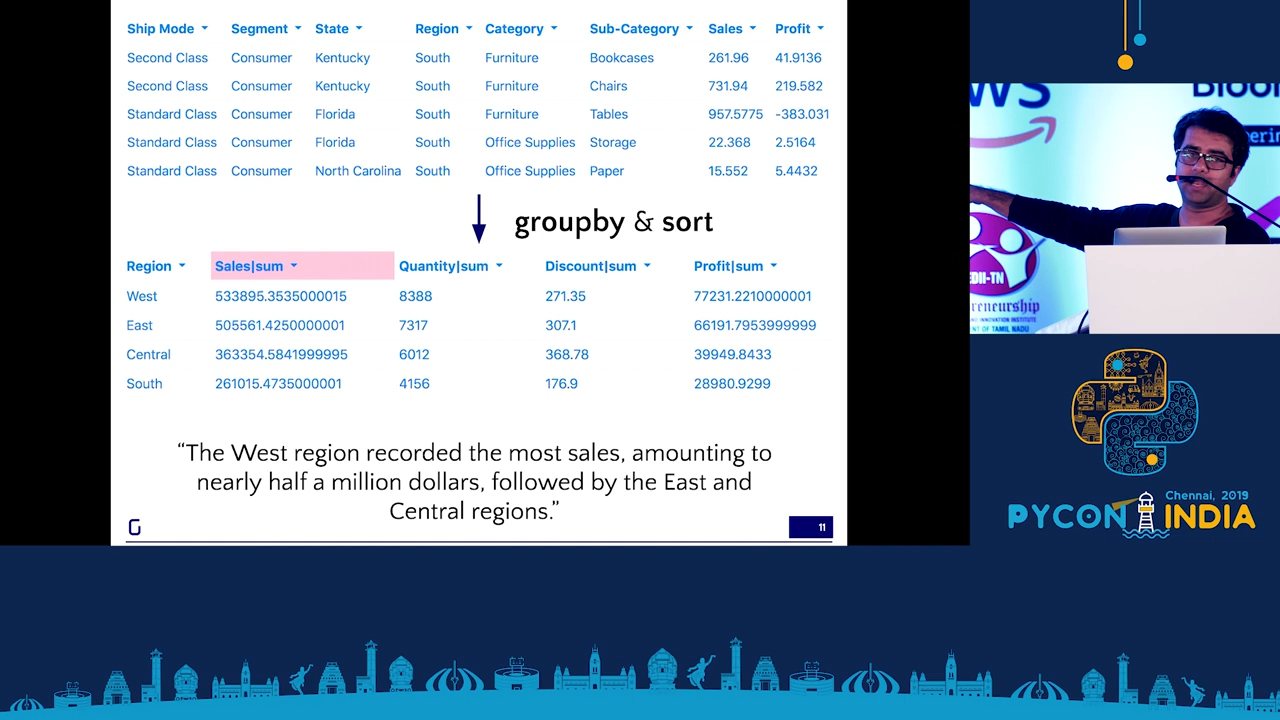 Ship Mode Segment State Region Category Sub-Category Sales Profit
Second Class Consumer Kentucky South Furniture Bookcases 261.96 41.9136
Second Class Consumer Kentucky South Furniture Chairs 731.94 219.582
Standard Class Consumer Florida South Furniture Tables 957.5775 -383.031
Standard Class Consumer Florida South Office Supplies Storage 22.368 2.5164
Standard Class Consumer North Carolina South Office Supplies Paper 15.552 5.4432
groupby & sort
Region Sales|sum Quantity|sum Discount|sum Profit|sum
West 533895.3535000015 8388 271.35 77231.2210000001
East 505561.4250000001 7317 307.1 66191.7953999999
Central 363354.5841999995 6012 368.78 39949.8433
South 261015.4735000001 4156 176.9 28980.9299
“The West region recorded the most sales, amounting to
nearly half a million dollars, followed by the East and
Central regions.”
11
EDII-TN
Chennai, 2019
PYCON INDIA